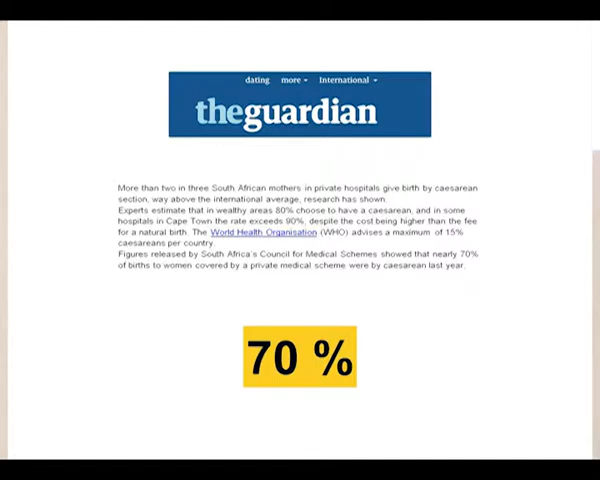 dating more International
theguardian
More than two in three South African mothers in private hospitals give birth by caesarean
section, way above the international average, research has shown.
Experts estimate that in wealthy areas 80% choose to have a caesarean, and in some
hospitals in Cape Town the rate exceeds 90%, despite the cost being higher than the fee
for a natural birth. The World Health Organisation (WHO) advises a maximum of 15%
caesareans per country.
Figures released by South Africa's Council for Medical Schemes showed that nearly 70%
of births to women covered by a private medical scheme were by caesarean last year.
70 %